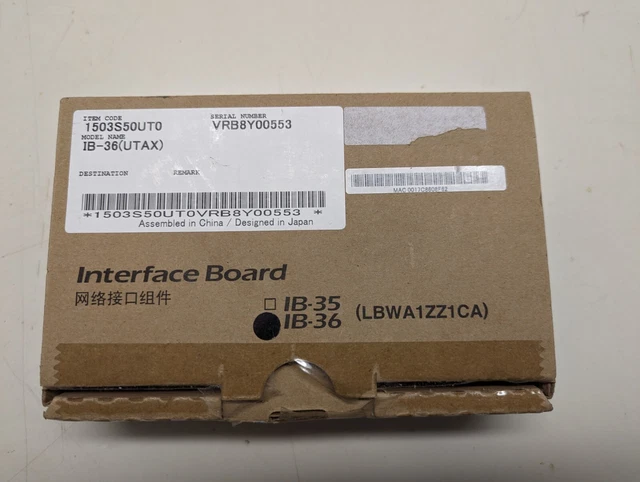 ITEM CODE
1503S50UT0
SERIAL NUMBER
VRB8Y00553
MODEL NAME
IB-36(UTAX)
DESTINATION
REMARK
*1503S50UT0VRB8Y00553*
Assembled in China / Designed in Japan
Interface Board
网络接口组件
IB-35
IB-36 (LBWA1ZZ1CA)